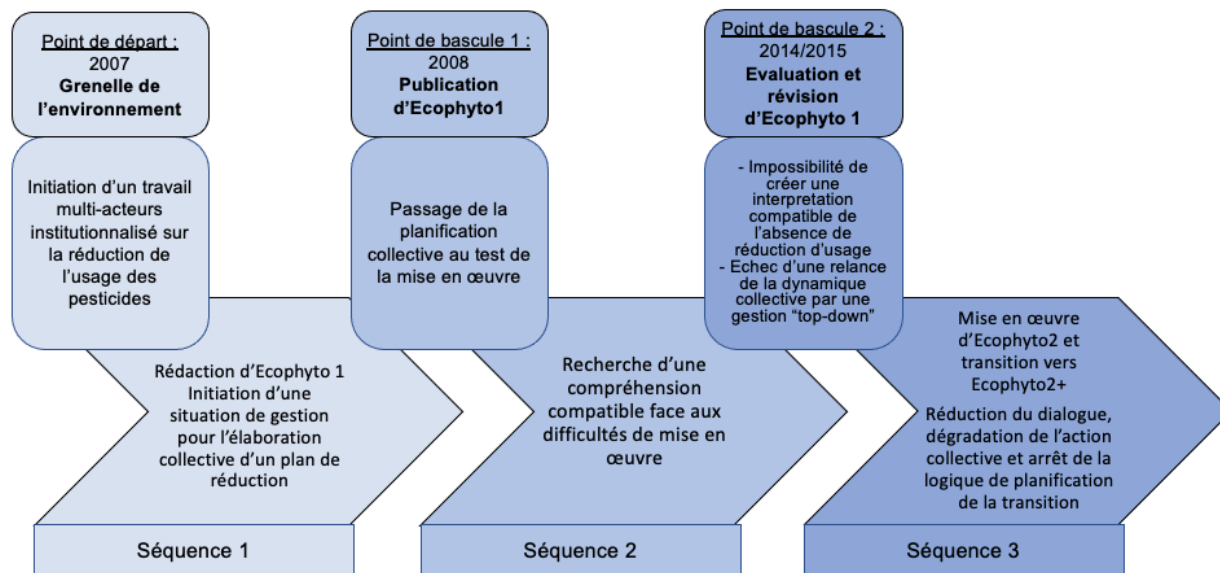 Point de départ :
2007
Grenelle de
l'environnement
Initiation d'un travail
multi-acteurs
institutionnalisé sur
la réduction de
l'usage des
pesticides
Rédaction d'Ecophyto 1
Initiation d'une
situation de gestion
pour l'élaboration
collective d'un plan de
réduction
Séquence 1
Point de bascule 1 :
2008
Publication
d'Ecophyto1
Passage de la
planification
collective au test de
la mise en œuvre
Recherche d'une
compréhension
compatible face aux
difficultés de mise en
œuvre
Séquence 2
Point de bascule 2 :
2014/2015
Evaluation et
révision
d'Ecophyto 1
- Impossibilité de
créer une
interpretation
compatible de
l'absence de
réduction d'usage
- Echec d'une relance
de la dynamique
collective par une
gestion "top-down"
Mise en œuvre
d'Ecophyto2 et
transition vers
Ecophyto2+
Réduction du dialogue,
dégradation de l'action
collective et arrêt de la
logique de planification
de la transition
Séquence 3